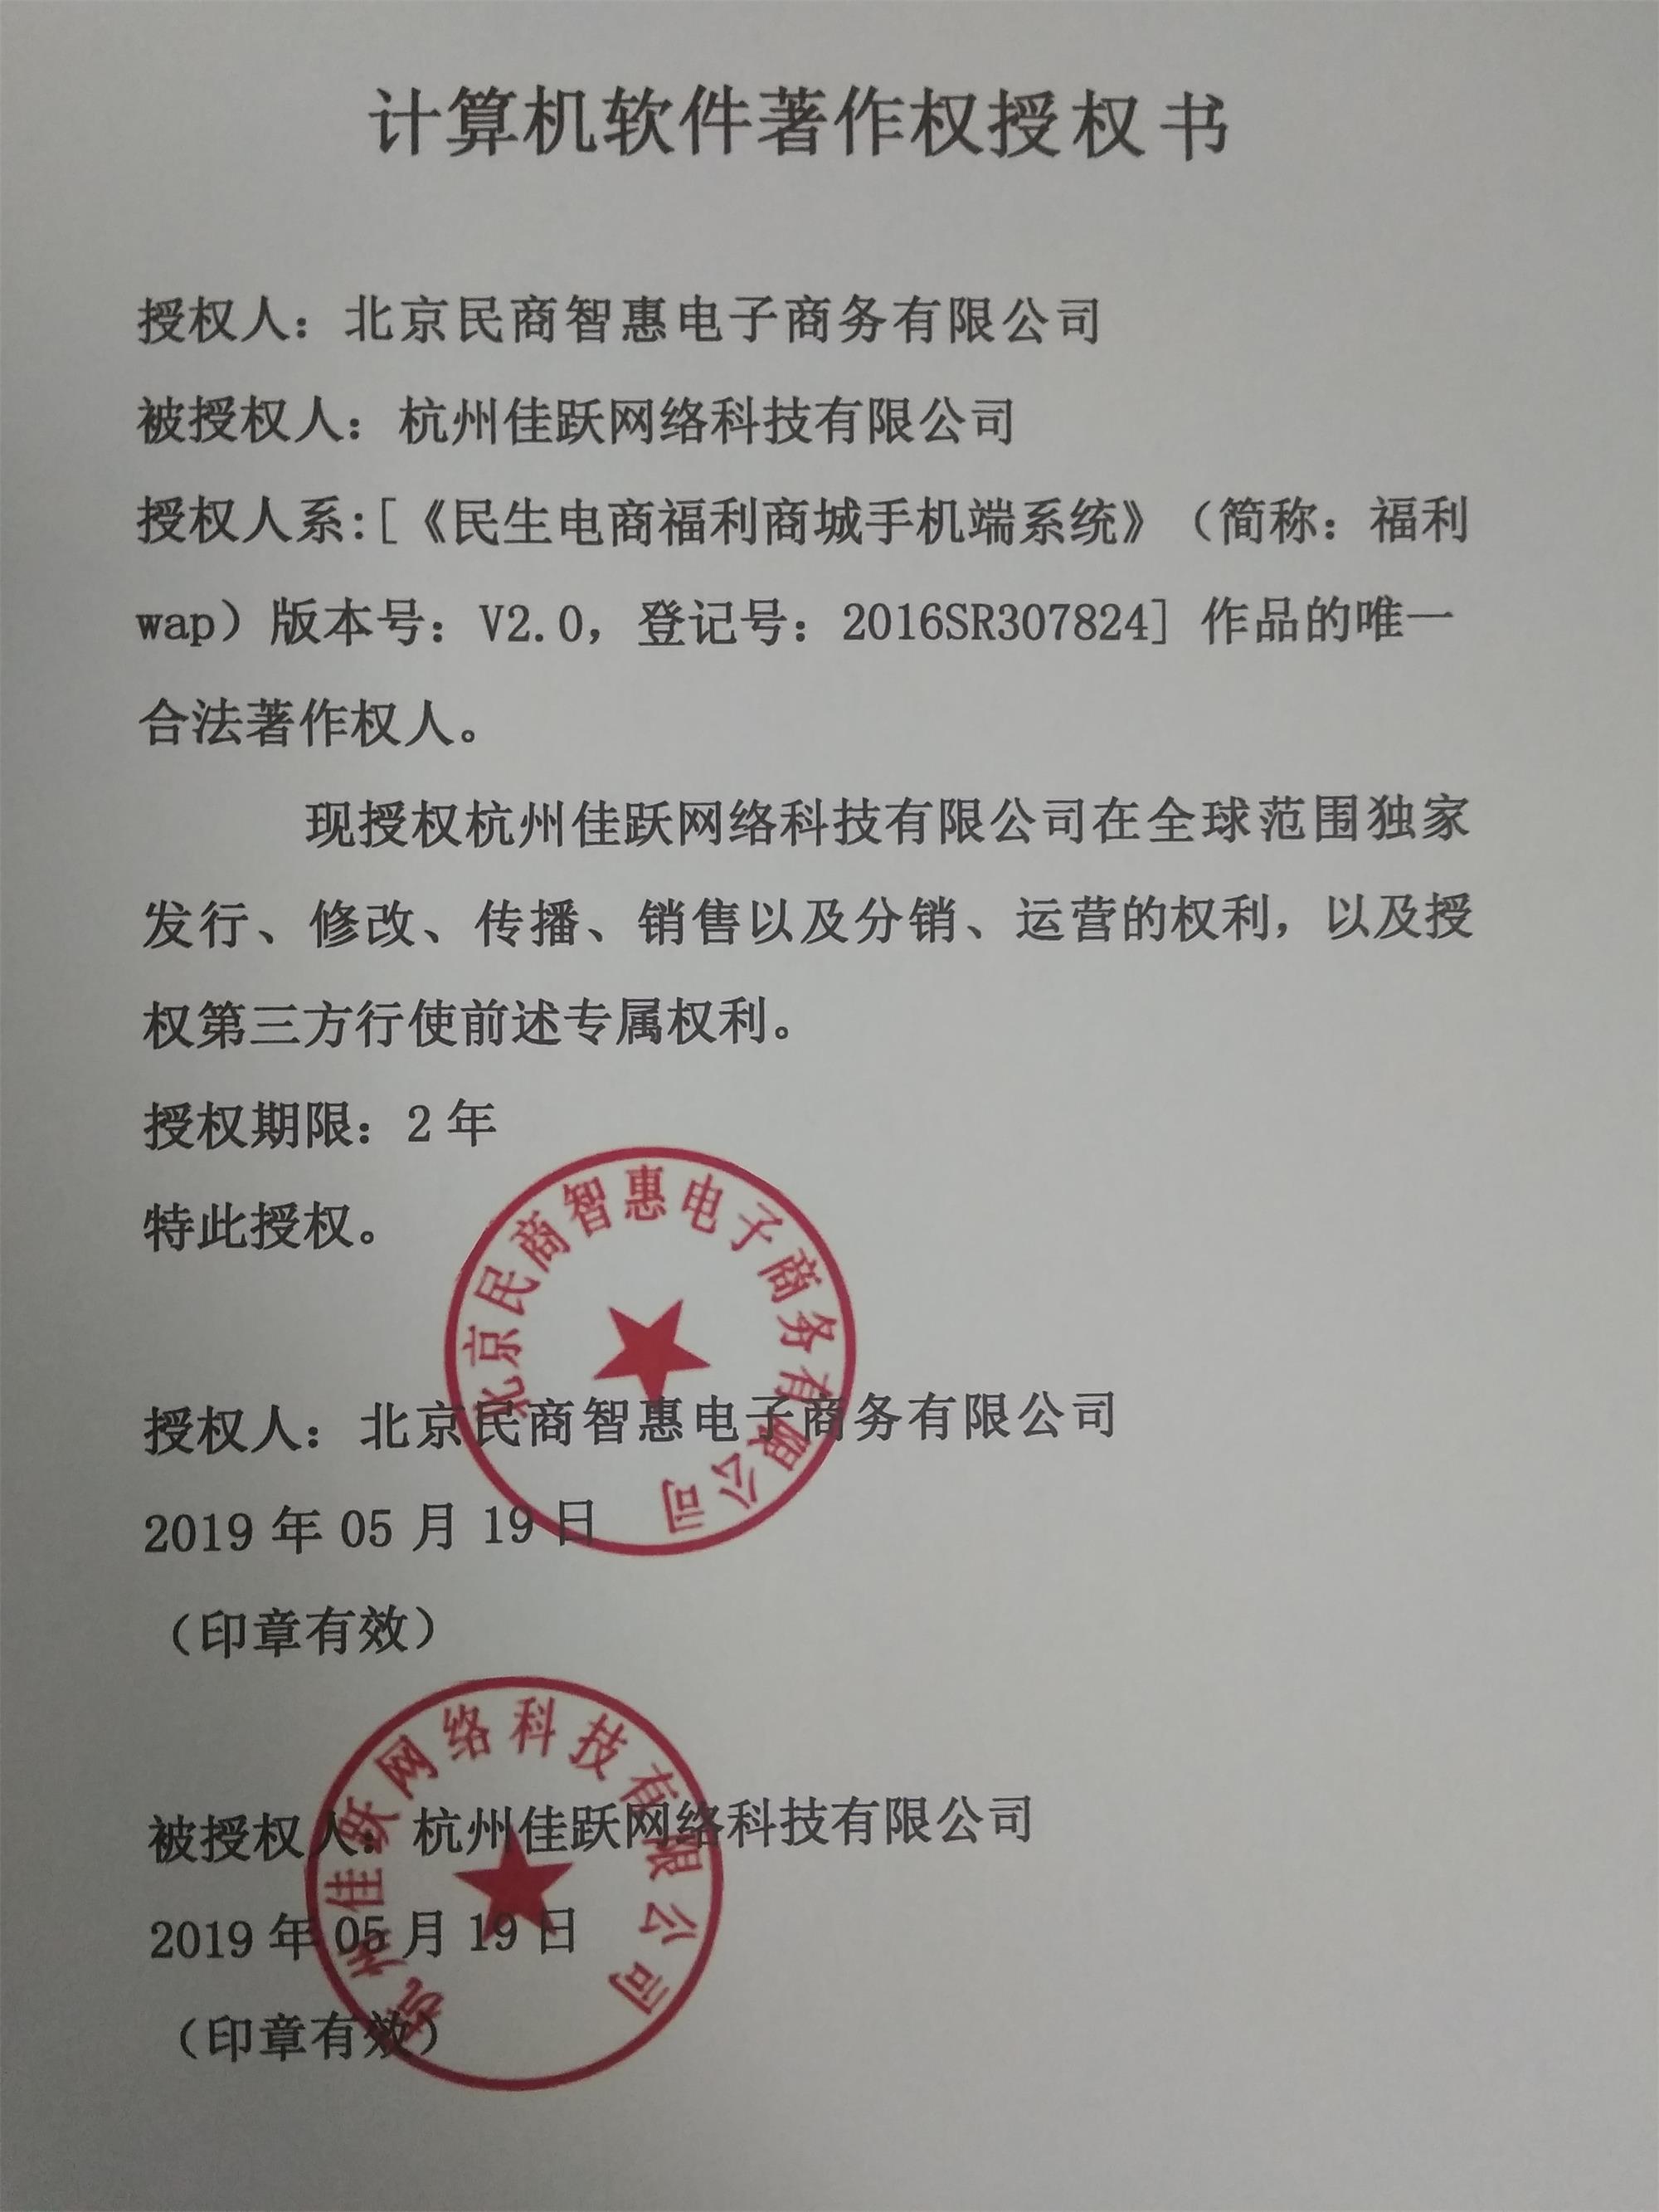 计算机软件著作权授权书
授权人：北京民商智惠电子商务有限公司
被授权人：杭州佳跃网络科技有限公司
授权人系:[《民生电商福利商城手机端系统》（简称：福利
wap）版本号：V2.0，登记号：2016SR307824] 作品的唯一
合法著作权人。
现授权杭州佳跃网络科技有限公司在全球范围独家
发行、修改、传播、销售以及分销、运营的权利，以及授
权第三方行使前述专属权利。
授权期限：2 年
特此授权。
北京民商智惠电子商务有限公司
授权人：北京民商智惠电子商务有限公司
2019 年 05 月 19 日
（印章有效）
杭州佳跃网络科技有限公司
被授权人：杭州佳跃网络科技有限公司
2019 年 05 月 19 日
（印章有效）